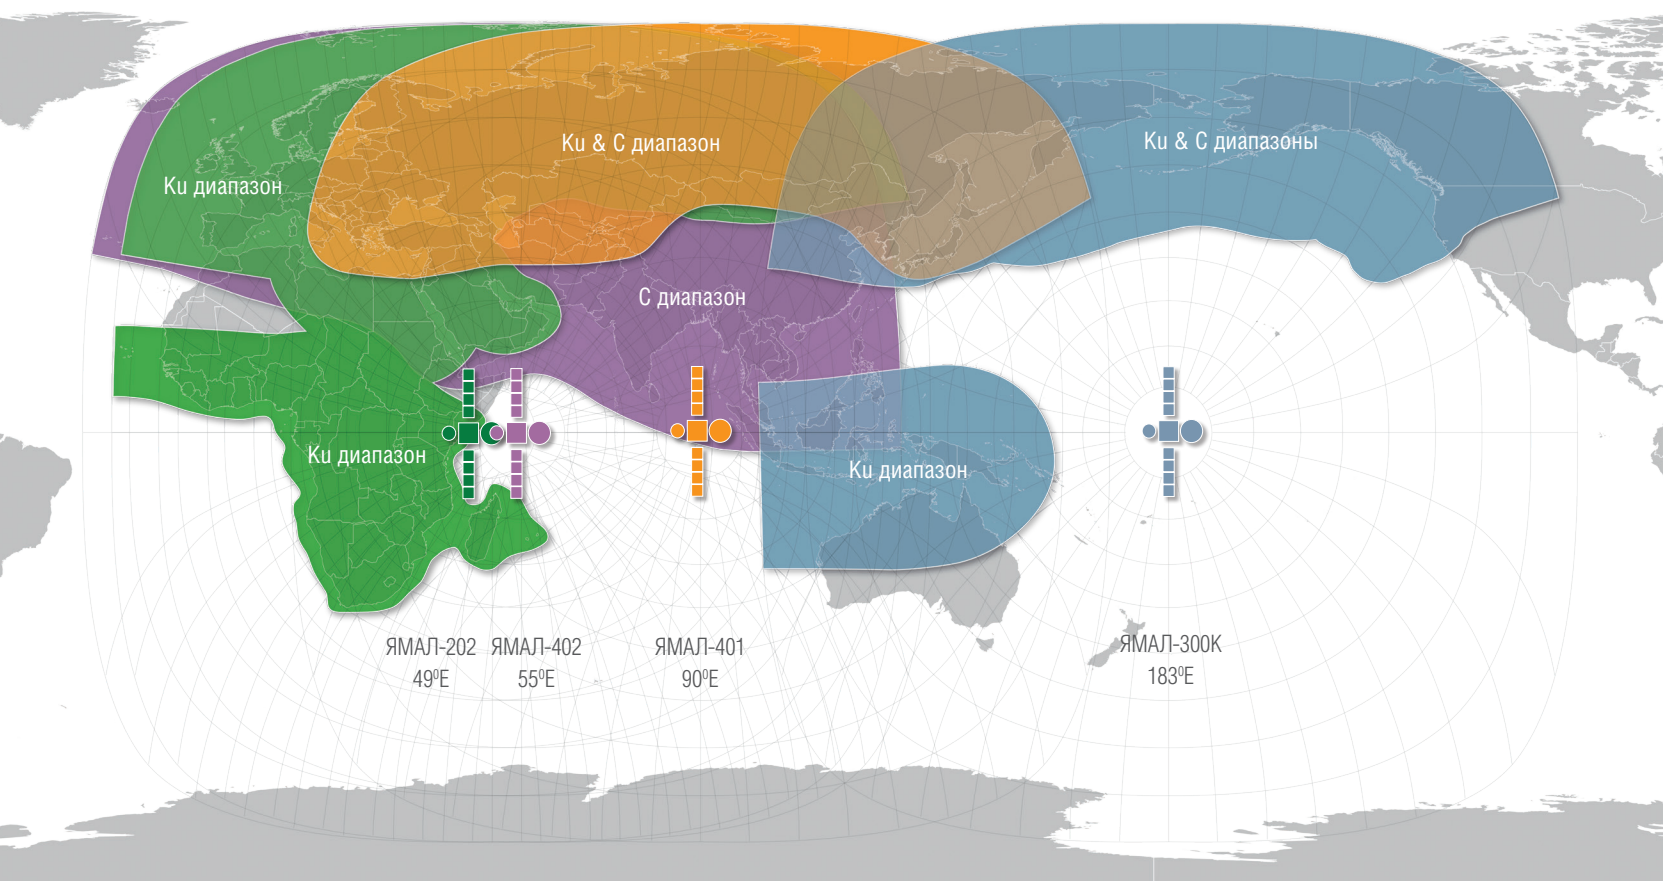 Ku & C диапазон
Ku & C диапазоны
Ku диапазон
C диапазон
Ku диапазон
Ku диапазон
ЯМАЛ-202
49⁰E
ЯМАЛ-402
55⁰E
ЯМАЛ-401
90⁰E
ЯМАЛ-300К
183⁰E